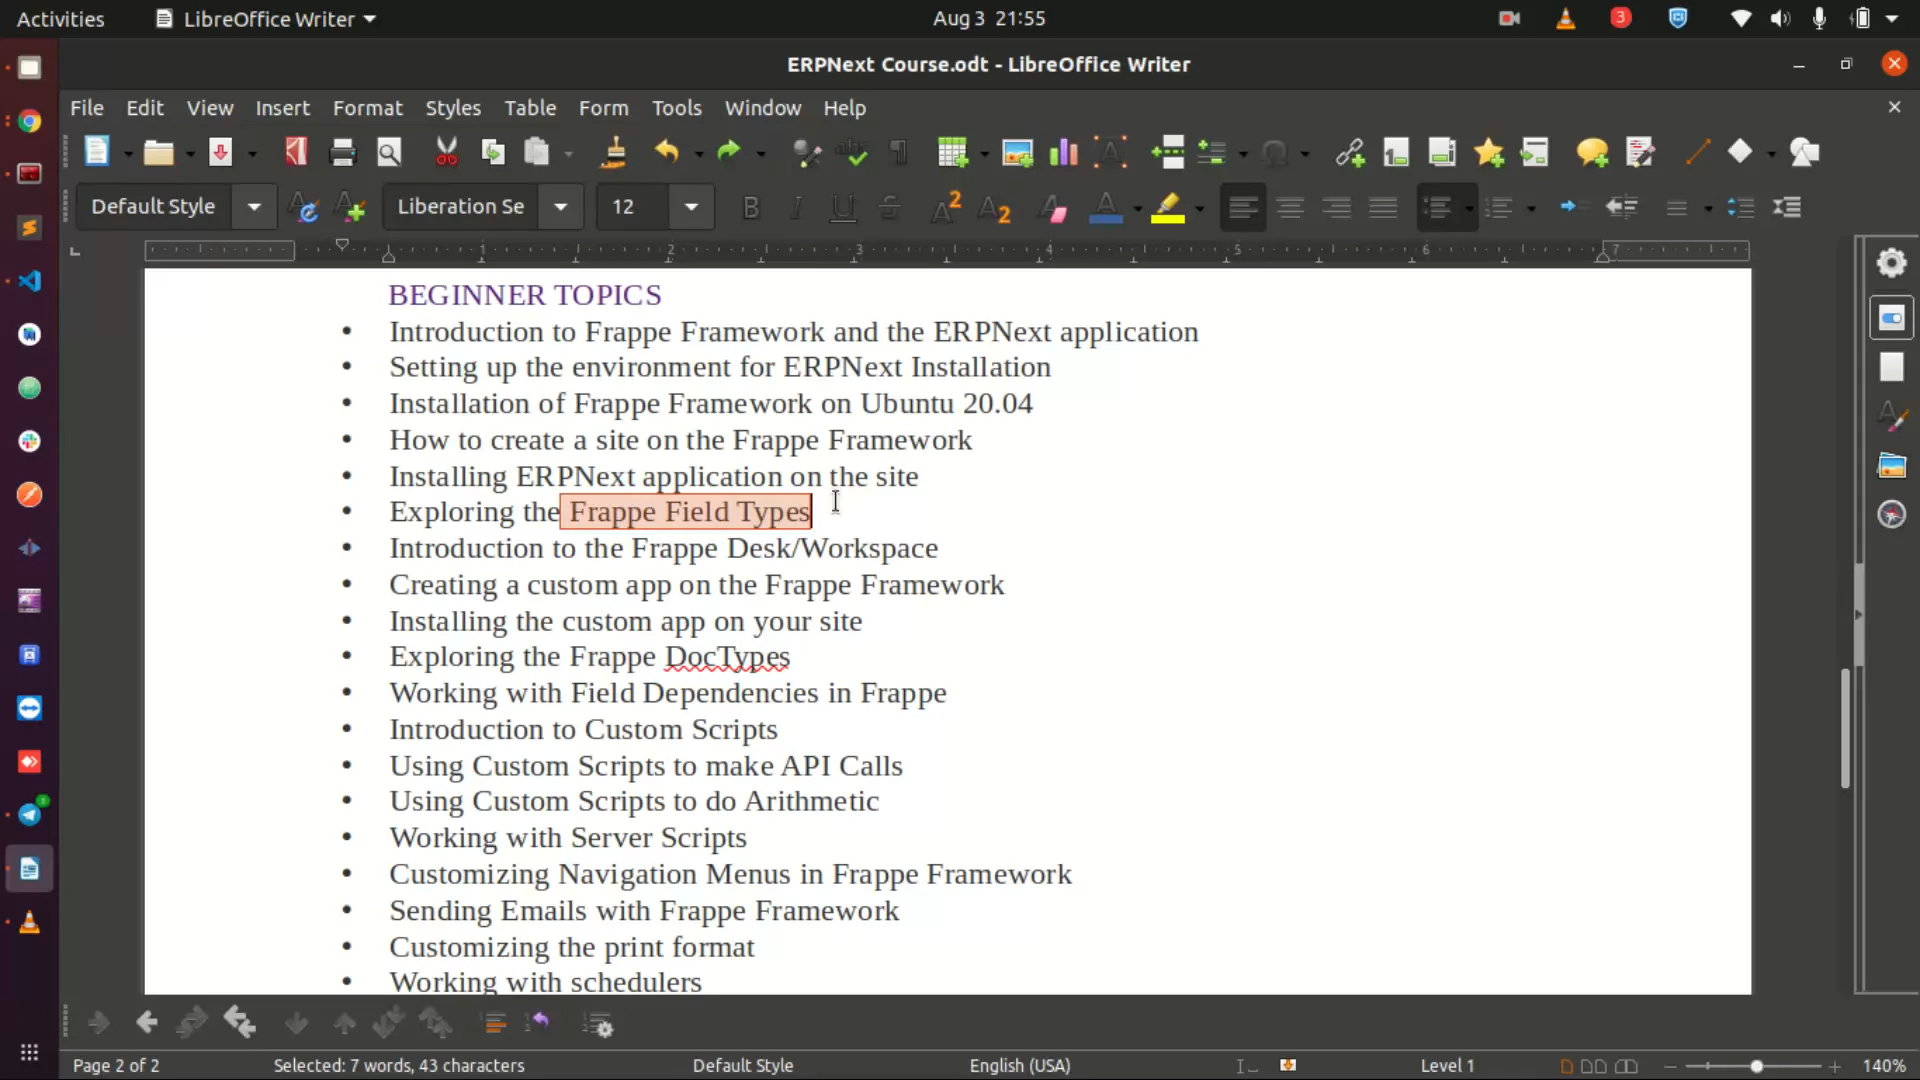 Activities
LibreOffice Writer
Aug 3 21:55
3
ERPNext Course.odt - LibreOffice Writer
File Edit View Insert Format Styles Table Form Tools Window Help
Default Style
Liberation Se
12
1 2 3 4 5 6 7
BEGINNER TOPICS
• Introduction to Frappe Framework and the ERPNext application
• Setting up the environment for ERPNext Installation
• Installation of Frappe Framework on Ubuntu 20.04
• How to create a site on the Frappe Framework
• Installing ERPNext application on the site
• Exploring the Frappe Field Types
• Introduction to the Frappe Desk/Workspace
• Creating a custom app on the Frappe Framework
• Installing the custom app on your site
• Exploring the Frappe DocTypes
• Working with Field Dependencies in Frappe
• Introduction to Custom Scripts
• Using Custom Scripts to make API Calls
• Using Custom Scripts to do Arithmetic
• Working with Server Scripts
• Customizing Navigation Menus in Frappe Framework
• Sending Emails with Frappe Framework
• Customizing the print format
• Working with schedulers
Page 2 of 2
Selected: 7 words, 43 characters
Default Style
English (USA)
Level 1
140%